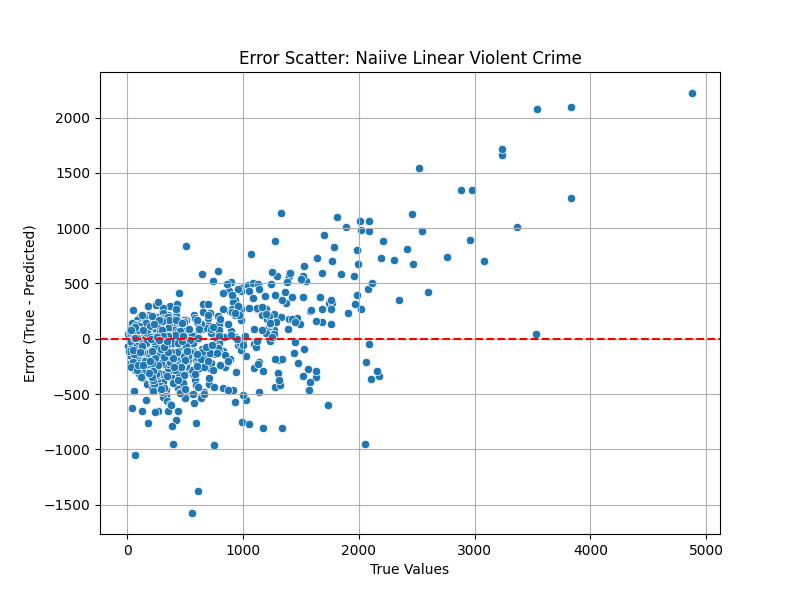 Error Scatter: Naiive Linear Violent Crime
Error (True - Predicted)
2000
1500
1000
500
0
−500
−1000
−1500
0 1000 2000 3000 4000 5000
True Values